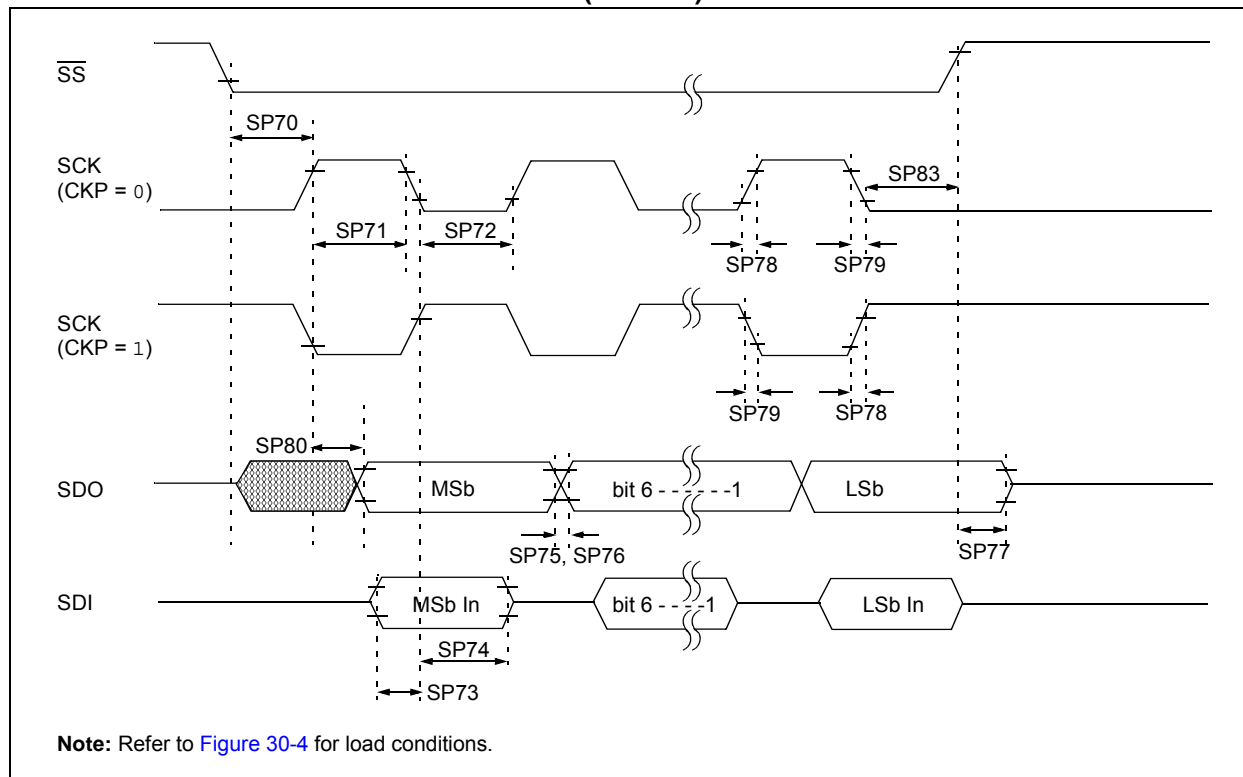 SS
SP70
SCK
(CKP = 0)
SP83
SP71
SP72
SP78
SP79
SCK
(CKP = 1)
SP79
SP78
SP80
SDO
MSb
bit 6 - - - - - -1
LSb
SP75, SP76
SP77
SDI
MSb In
bit 6 - - - -1
LSb In
SP74
SP73
Note: Refer to Figure 30-4 for load conditions.